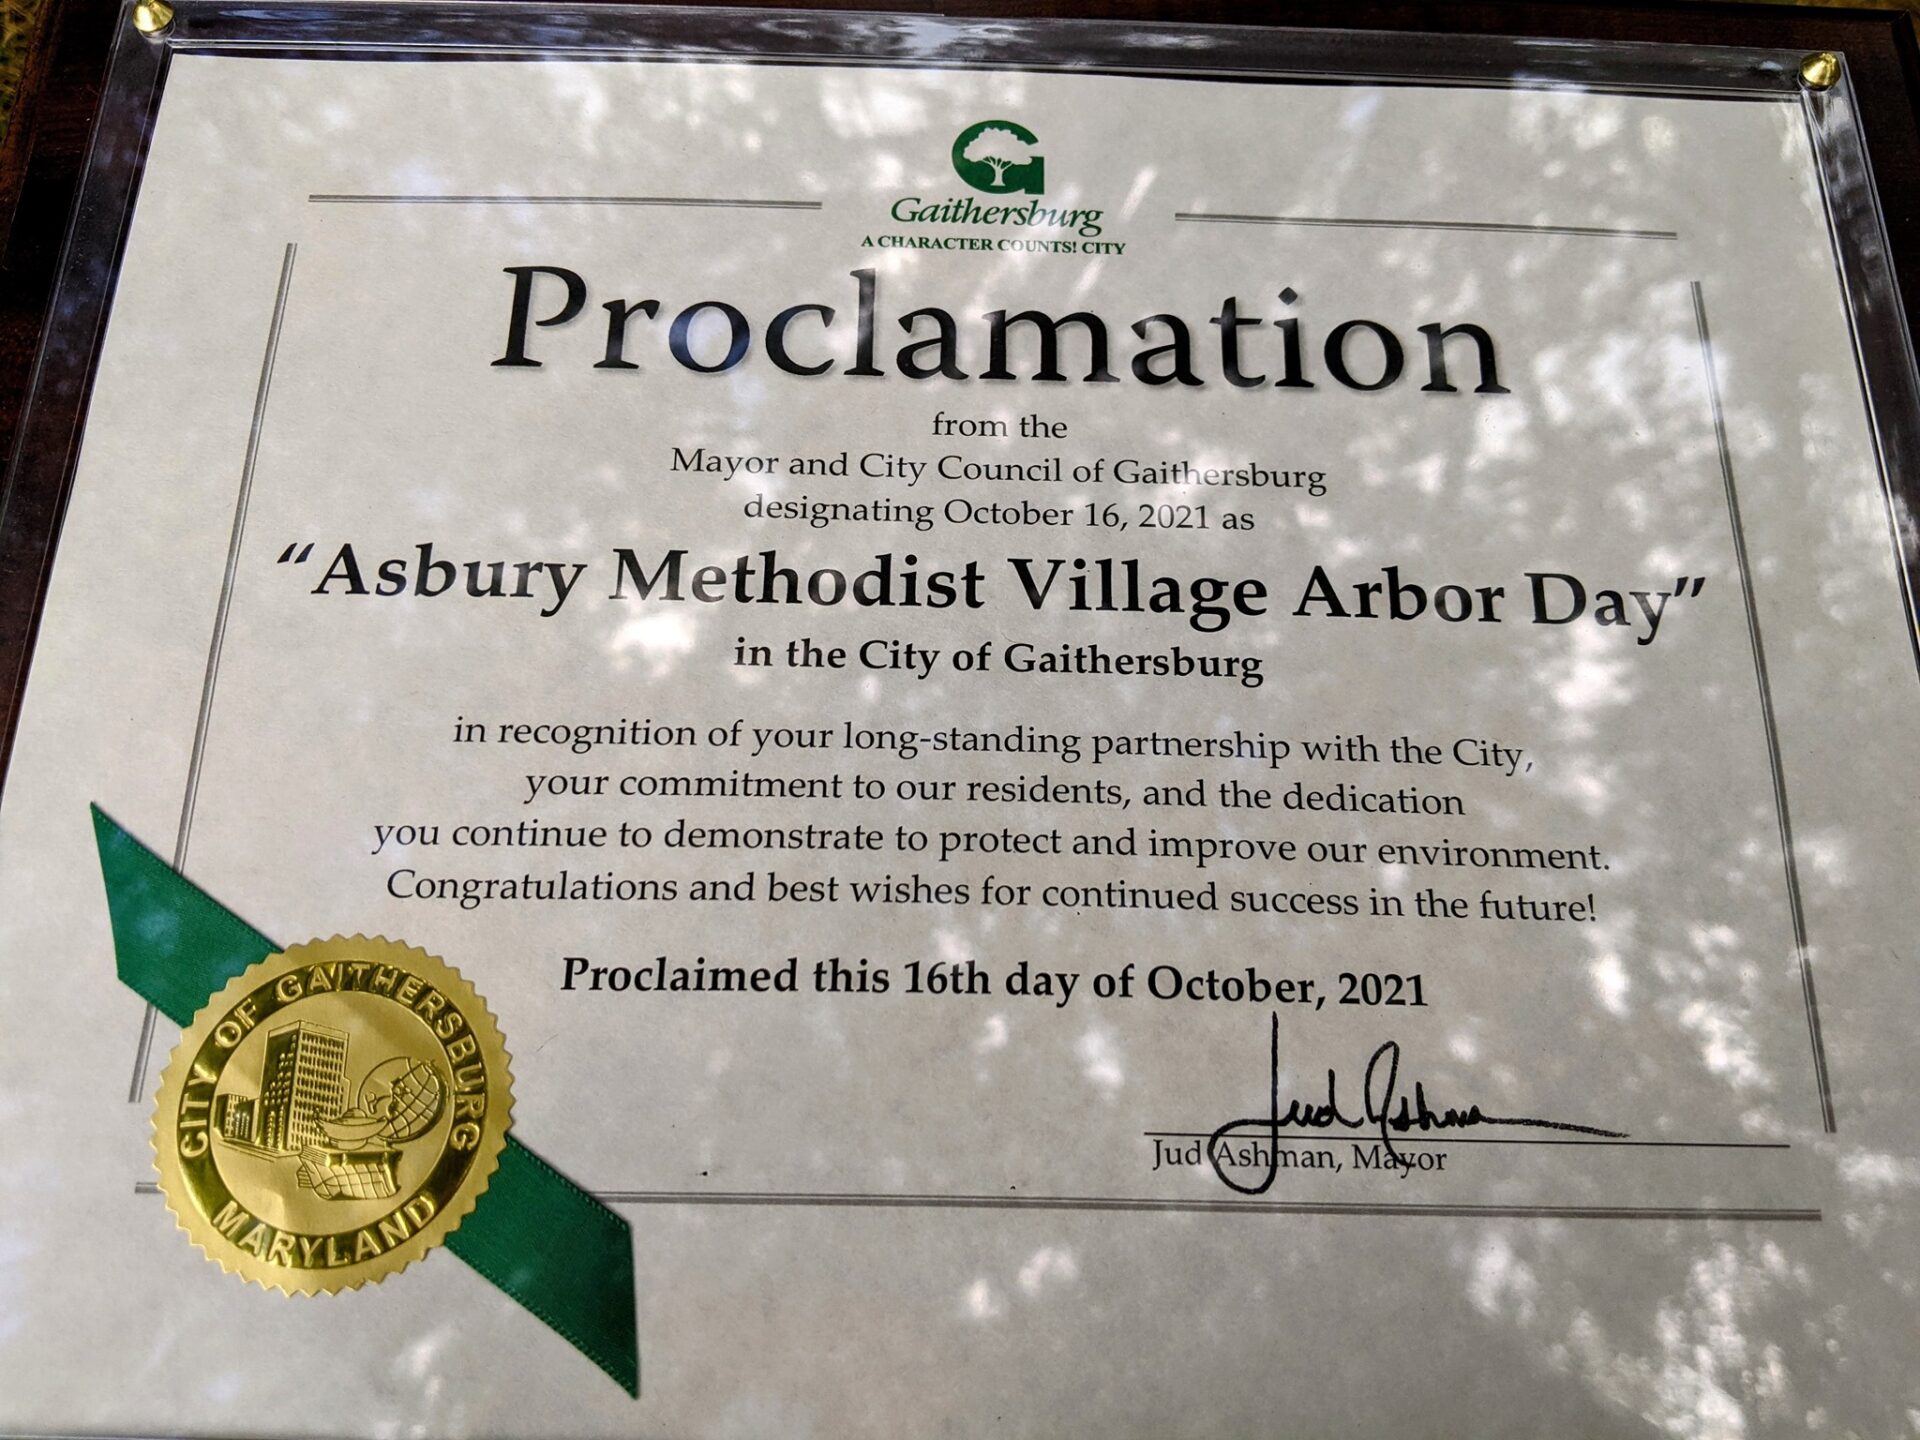 Gaithersburg
A CHARACTER COUNTS! CITY
Proclamation
from the
Mayor and City Council of Gaithersburg
designating October 16, 2021 as
“Asbury Methodist Village Arbor Day”
in the City of Gaithersburg
in recognition of your long-standing partnership with the City,
your commitment to our residents, and the dedication
you continue to demonstrate to protect and improve our environment.
Congratulations and best wishes for continued success in the future!
Proclaimed this 16th day of October, 2021
Jud Ashman
Jud Ashman, Mayor
CITY OF GAITHERSBURG
MARYLAND